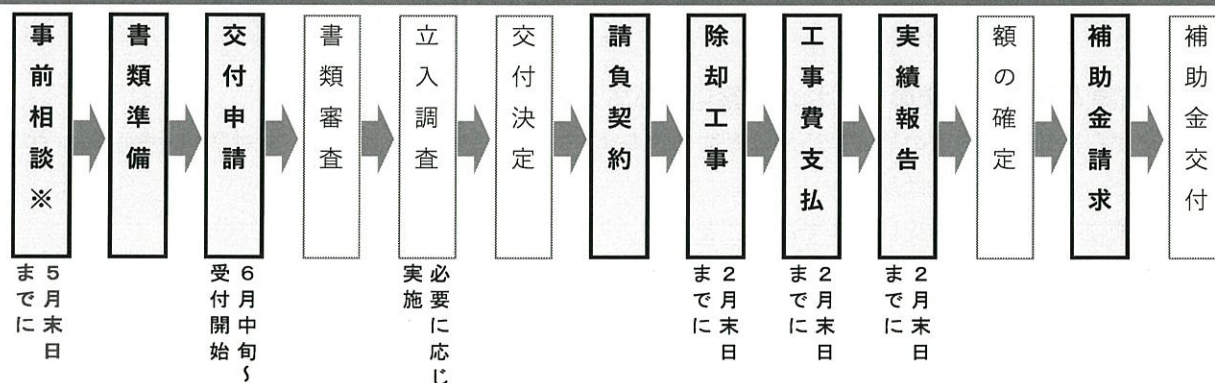 事前相談※
書類準備
交付申請
書類審査
立入調査
交付決定
請負契約
除却工事
工事費支払
実績報告
額の確定
補助金請求
補助金交付
5月末日
までに
6月中旬~
受付開始
必要に応じ
実施
2月末日
までに
2月末日
までに
2月末日
までに